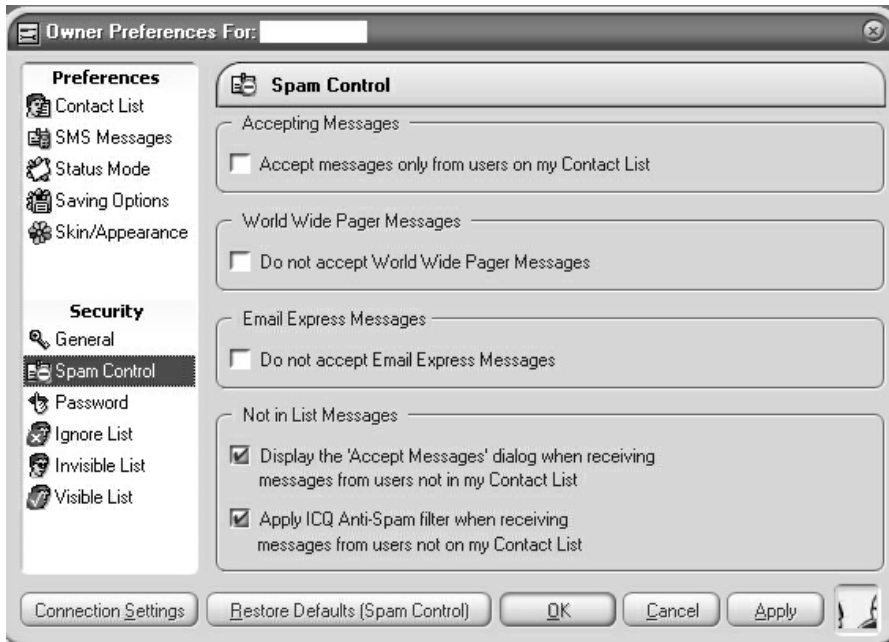 Owner Preferences For:
Preferences
Contact List
SMS Messages
Status Mode
Saving Options
Skin/Appearance
Security
General
Spam Control
Password
Ignore List
Invisible List
Visible List
Spam Control
Accepting Messages
Accept messages only from users on my Contact List
World Wide Pager Messages
Do not accept World Wide Pager Messages
Email Express Messages
Do not accept Email Express Messages
Not in List Messages
Display the 'Accept Messages' dialog when receiving
messages from users not in my Contact List
Apply ICQ Anti-Spam filter when receiving
messages from users not on my Contact List
Connection Settings
Restore Defaults (Spam Control)
OK
Cancel
Apply